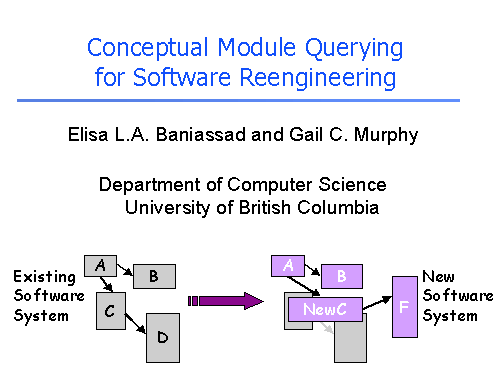 Conceptual Module Querying
for Software Reengineering
Elisa L.A. Baniassad and Gail C. Murphy
Department of Computer Science
University of British Columbia
Existing
Software
System
A
B
C
D
A
B
NewC
F
New
Software
System